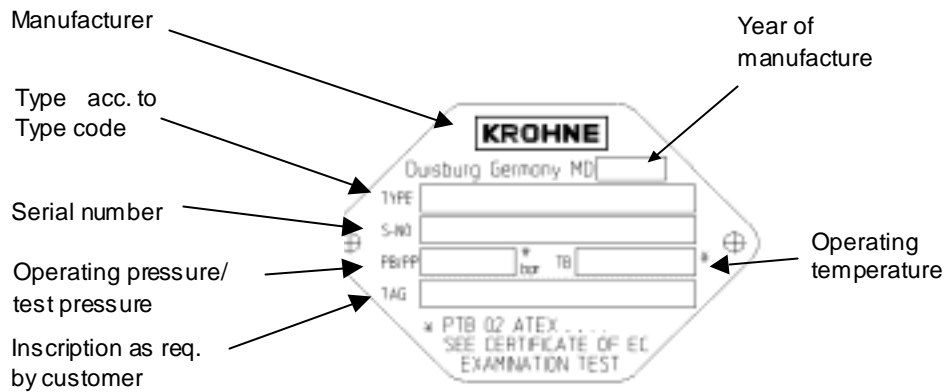 Manufacturer
Year of
manufacture
Type acc. to
Type code
KROHNE
Duisburg Germany MD
TYPE
Serial number
S-NO
Operating pressure/
test pressure
PB/PP
*
bar
TB
*
Operating
temperature
TAG
Inscription as req.
by customer
* PTB 02 ATEX . . . .
SEE CERTIFICATE OF EC
EXAMINATION TEST